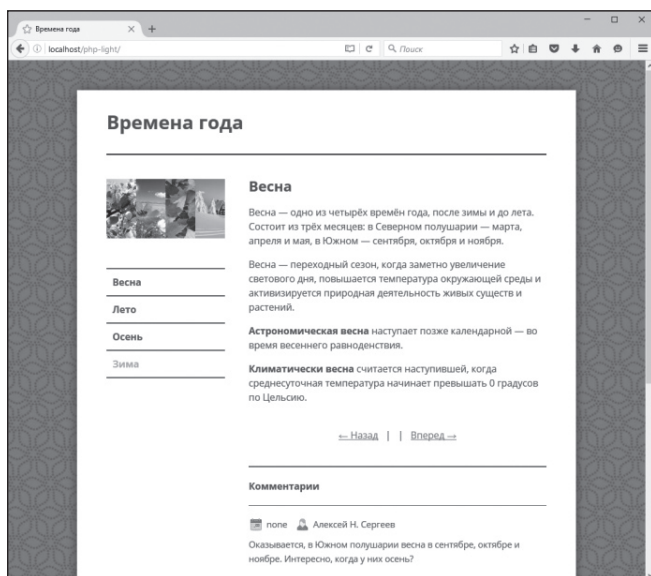 Времена года
localhost/php-light/
Поиск
Времена года
Весна
Лето
Осень
Зима
Весна
Весна — одно из четырёх времён года, после зимы и до лета.
Состоит из трёх месяцев: в Северном полушарии — марта,
апреля и мая, в Южном — сентября, октября и ноября.
Весна — переходный сезон, когда заметно увеличение
светового дня, повышается температура окружающей среды и
активизируется природная деятельность живых существ и
растений.
Астрономическая весна наступает позже календарной — во
время весеннего равноденствия.
Климатически весна считается наступившей, когда
среднесуточная температура начинает превышать 0 градусов
по Цельсию.
← Назад | | Вперед →
Комментарии
none Алексей Н. Сергеев
Оказывается, в Южном полушарии весна в сентябре, октябре и
ноябре. Интересно, когда у них осень?